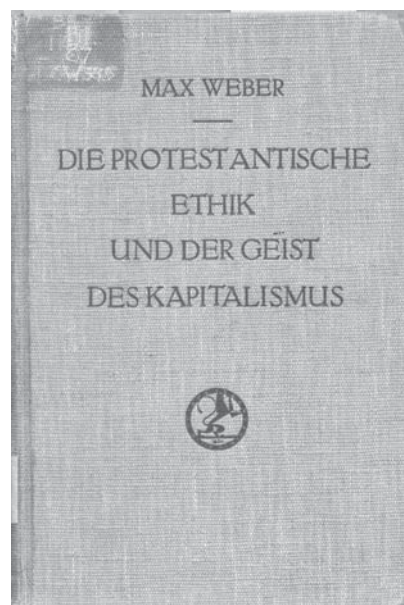 MAX WEBER
DIE PROTESTANTISCHE
ETHIK
UND DER GEIST
DES KAPITALISMUS